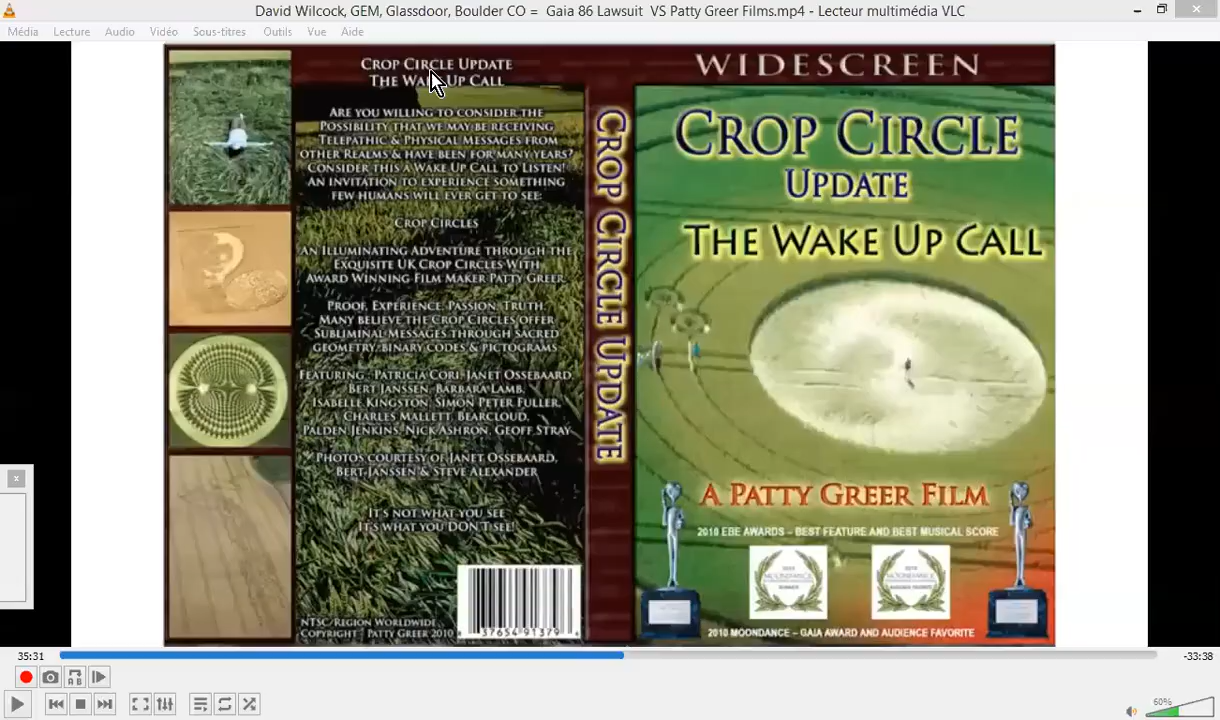 David Wilcock, GEM, Glassdoor, Boulder CO = Gaia 86 Lawsuit VS Patty Greer Films.mp4 - Lecteur multimédia VLC
Média Lecture Audio Vidéo Sous-titres Outils Vue Aide
Crop Circle Update
The Wake Up Call
Are you willing to consider the
Possibility that we may be receiving
Telepathic & Physical Messages from
other Realms & have been for many years?
Consider this a Wake Up Call to Listen!
An invitation to experience something
few humans will ever get to see:
Crop Circles
An Illuminating Adventure through the
Exquisite UK Crop Circles With
Award Winning Film Maker Patty Greer
Proof, Experience, Passion, Truth.
Many believe the Crop Circles offer
Subliminal Messages through sacred
geometry, binary codes & pictograms
Featuring: Patricia Cori, Janet Ossebaard,
Bert Janssen, Barbara Lamb,
Isabelle Kingston, Simon Peter Fuller,
Charles Mallett, Bearcloud,
Palden Jenkins, Nick Ashron, Geoff Stray
Photos courtesy of Janet Ossebaard,
Bert Janssen & Steve Alexander
It's not what you see
It's what you DON'T see!
NTSC/Region Worldwide
Copyright Patty Greer 2010
37654 91379
Crop Circle Update
WIDESCREEN
Crop Circle
Update
The Wake Up Call
A Patty Greer Film
2010 EBE AWARDS – BEST FEATURE AND BEST MUSICAL SCORE
MOONDANCE
MOONDANCE
2010 MOONDANCE – GAIA AWARD AND AUDIENCE FAVORITE
35:31
-33:38
60%